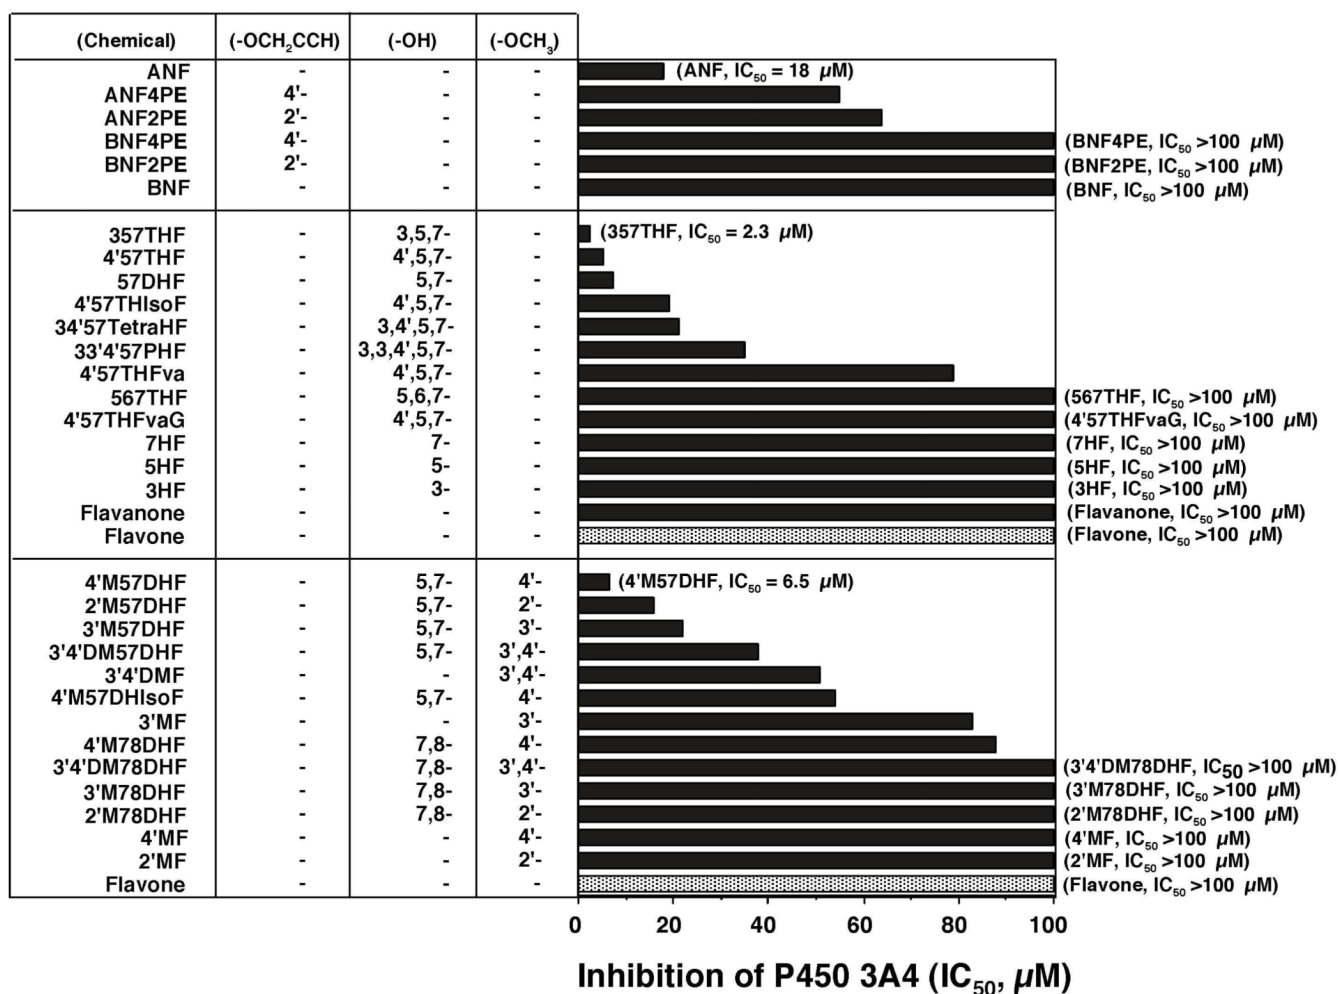 (Chemical) (-OCH₂CCH) (-OH) (-OCH₃)
ANF - - - (ANF, IC₅₀ = 18 µM)
ANF4PE 4'- - -
ANF2PE 2'- - -
BNF4PE 4'- - - (BNF4PE, IC₅₀ >100 µM)
BNF2PE 2'- - - (BNF2PE, IC₅₀ >100 µM)
BNF - - - (BNF, IC₅₀ >100 µM)
357THF - 3,5,7- - (357THF, IC₅₀ = 2.3 µM)
4'57THF - 4',5,7- -
57DHF - 5,7- -
4'57THIsoF - 4',5,7- -
34'57TetraHF - 3,4',5,7- -
33'4'57PHF - 3,3,4',5,7- -
4'57THFva - 4',5,7- -
567THF - 5,6,7- - (567THF, IC₅₀ >100 µM)
4'57THFvaG - 4',5,7- - (4'57THFvaG, IC₅₀ >100 µM)
7HF - 7- - (7HF, IC₅₀ >100 µM)
5HF - 5- - (5HF, IC₅₀ >100 µM)
3HF - 3- - (3HF, IC₅₀ >100 µM)
Flavanone - - - (Flavanone, IC₅₀ >100 µM)
Flavone - - - (Flavone, IC₅₀ >100 µM)
4'M57DHF - 5,7- 4'- (4'M57DHF, IC₅₀ = 6.5 µM)
2'M57DHF - 5,7- 2'-
3'M57DHF - 5,7- 3'-
3'4'DM57DHF - 5,7- 3',4'-
3'4'DMF - - 3',4'-
4'M57DHIsoF - 5,7- 4'-
3'MF - - 3'-
4'M78DHF - 7,8- 4'-
3'4'DM78DHF - 7,8- 3',4'- (3'4'DM78DHF, IC50 >100 µM)
3'M78DHF - 7,8- 3'- (3'M78DHF, IC₅₀ >100 µM)
2'M78DHF - 7,8- 2'- (2'M78DHF, IC₅₀ >100 µM)
4'MF - - 4'- (4'MF, IC₅₀ >100 µM)
2'MF - - 2'- (2'MF, IC₅₀ >100 µM)
Flavone - - - (Flavone, IC₅₀ >100 µM)
0 20 40 60 80 100
Inhibition of P450 3A4 (IC₅₀, µM)